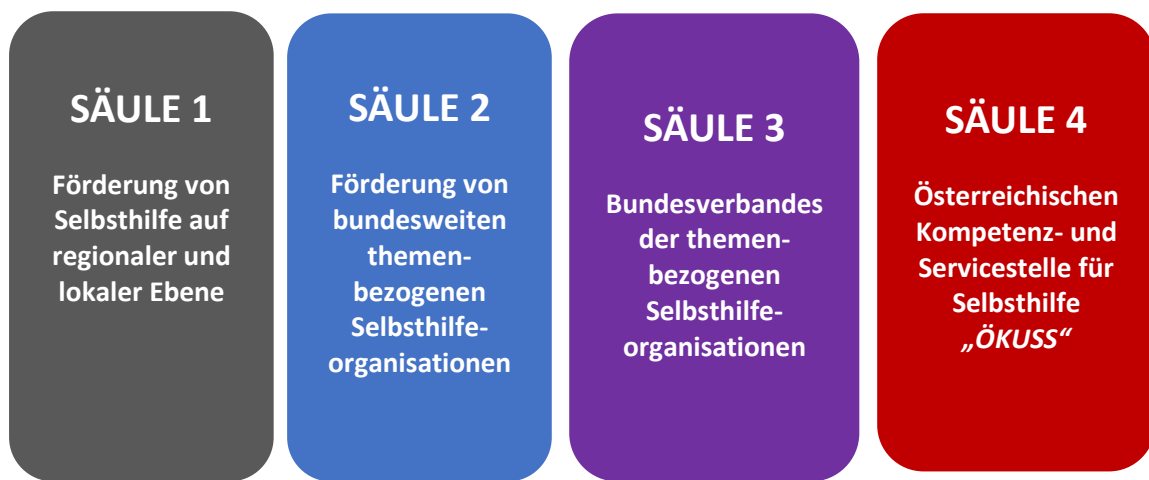 SÄULE 1
Förderung von
Selbsthilfe auf
regionaler und
lokaler Ebene
SÄULE 2
Förderung von
bundesweiten
themen-
bezogenen
Selbsthilfe-
organisationen
SÄULE 3
Bundesverbandes
der themen-
bezogenen
Selbsthilfe-
organisationen
SÄULE 4
Österreichischen
Kompetenz- und
Servicestelle für
Selbsthilfe
„ÖKUSS“